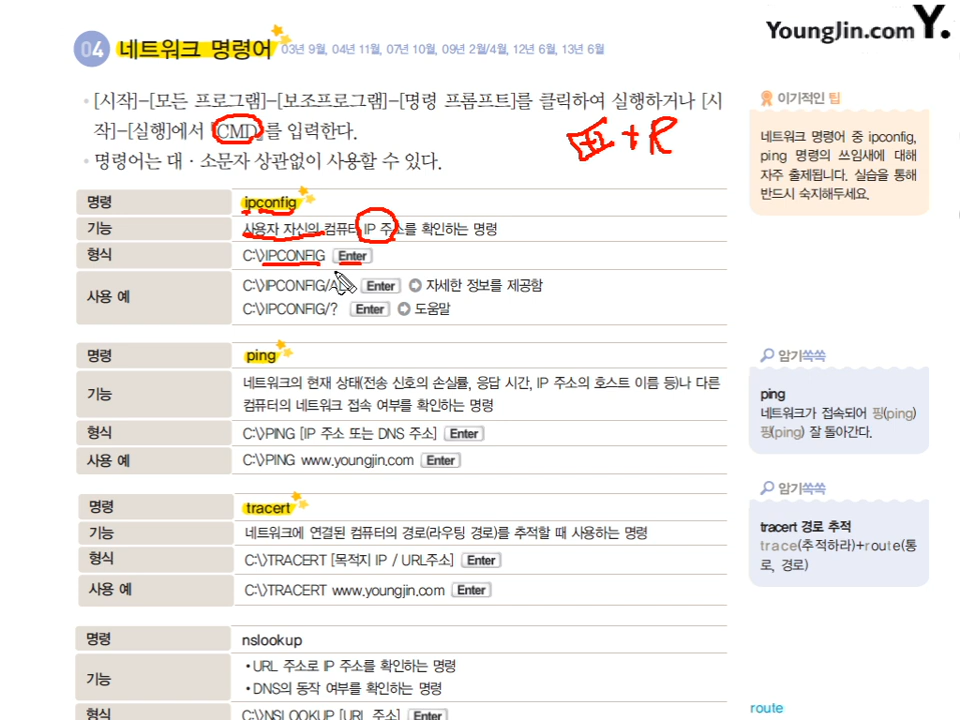 YoungJin.com Y.
04 네트워크 명령어 03년 9월, 04년 11월, 07년 10월, 09년 2월/4월, 12년 6월, 13년 6월
• [시작]-[모든 프로그램]-[보조프로그램]-[명령 프롬프트]를 클릭하여 실행하거나 [시
작]-[실행]에서 「CMD」를 입력한다.
+ R
• 명령어는 대·소문자 상관없이 사용할 수 있다.
이기적인 팁
네트워크 명령어 중 ipconfig,
ping 명령의 쓰임새에 대해
자주 출제됩니다. 실습을 통해
반드시 숙지해두세요.
명령 ipconfig
기능 사용자 자신의 컴퓨터 IP 주소를 확인하는 명령
형식 C:\>IPCONFIG Enter
사용 예
C:\>IPCONFIG/ALL Enter ➲ 자세한 정보를 제공함
C:\>IPCONFIG/? Enter ➲ 도움말
명령 ping
기능
네트워크의 현재 상태(전송 신호의 손실률, 응답 시간, IP 주소의 호스트 이름 등)나 다른
컴퓨터의 네트워크 접속 여부를 확인하는 명령
형식 C:\>PING [IP 주소 또는 DNS 주소] Enter
사용 예 C:\>PING www.youngjin.com Enter
암기쏙쏙
ping
네트워크가 접속되어 핑(ping)
핑(ping) 잘 돌아간다.
명령 tracert
기능 네트워크에 연결된 컴퓨터의 경로(라우팅 경로)를 추적할 때 사용하는 명령
형식 C:\>TRACERT [목적지 IP / URL주소] Enter
사용 예 C:\>TRACERT www.youngjin.com Enter
암기쏙쏙
tracert 경로 추적
trace(추적하라)+route(통
로, 경로)
명령 nslookup
기능
• URL 주소로 IP 주소를 확인하는 명령
• DNS의 동작 여부를 확인하는 명령
형식 C:\>NSLOOKUP [URL 주소] Enter
route